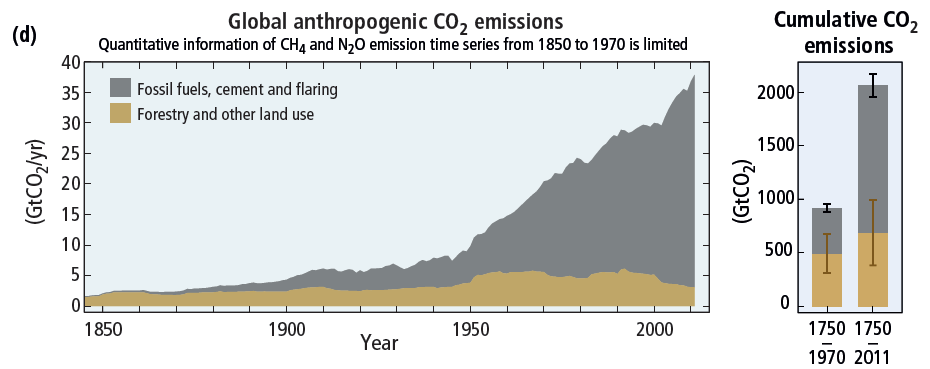 (d)
Global anthropogenic CO₂ emissions
Quantitative information of CH₄ and N₂O emission time series from 1850 to 1970 is limited
40
35
30
25
20
15
10
5
0
(GtCO₂/yr)
Fossil fuels, cement and flaring
Forestry and other land use
1850
1900
1950
2000
Year
Cumulative CO₂
emissions
2000
1500
1000
500
0
(GtCO₂)
1750
–
1970
1750
–
2011